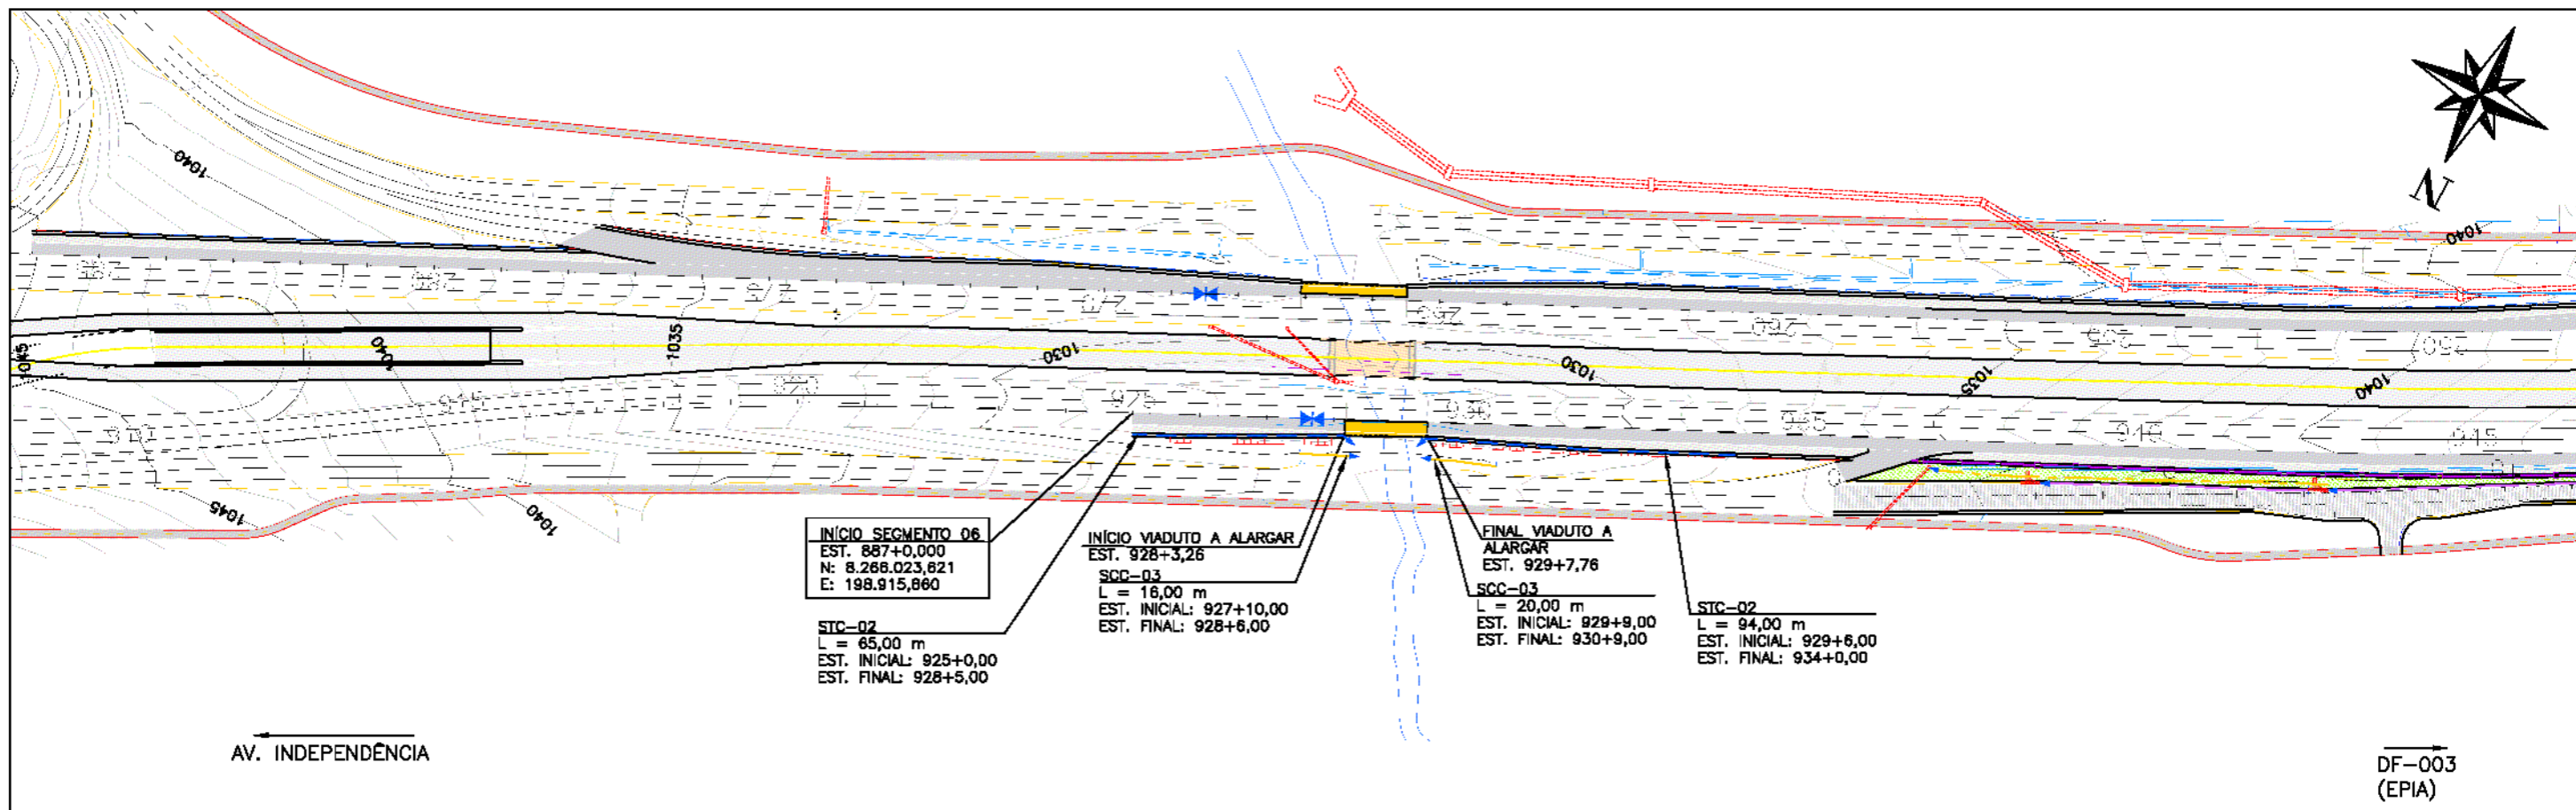 1040
N
1040
1035
1045
1040
1030
1030
1035
1040
1045
1040
INÍCIO SEGMENTO 06
EST. 887+0,000
N: 8.266.023,621
E: 198.915,860
STC-02
L = 65,00 m
EST. INICIAL: 925+0,00
EST. FINAL: 928+5,00
INÍCIO VIADUTO A ALARGAR
EST. 928+3,26
SCC-03
L = 16,00 m
EST. INICIAL: 927+10,00
EST. FINAL: 928+6,00
FINAL VIADUTO A
ALARGAR
EST. 929+7,76
SCC-03
L = 20,00 m
EST. INICIAL: 929+9,00
EST. FINAL: 930+9,00
STC-02
L = 94,00 m
EST. INICIAL: 929+6,00
EST. FINAL: 934+0,00
AV. INDEPENDÊNCIA
DF-003
(EPIA)